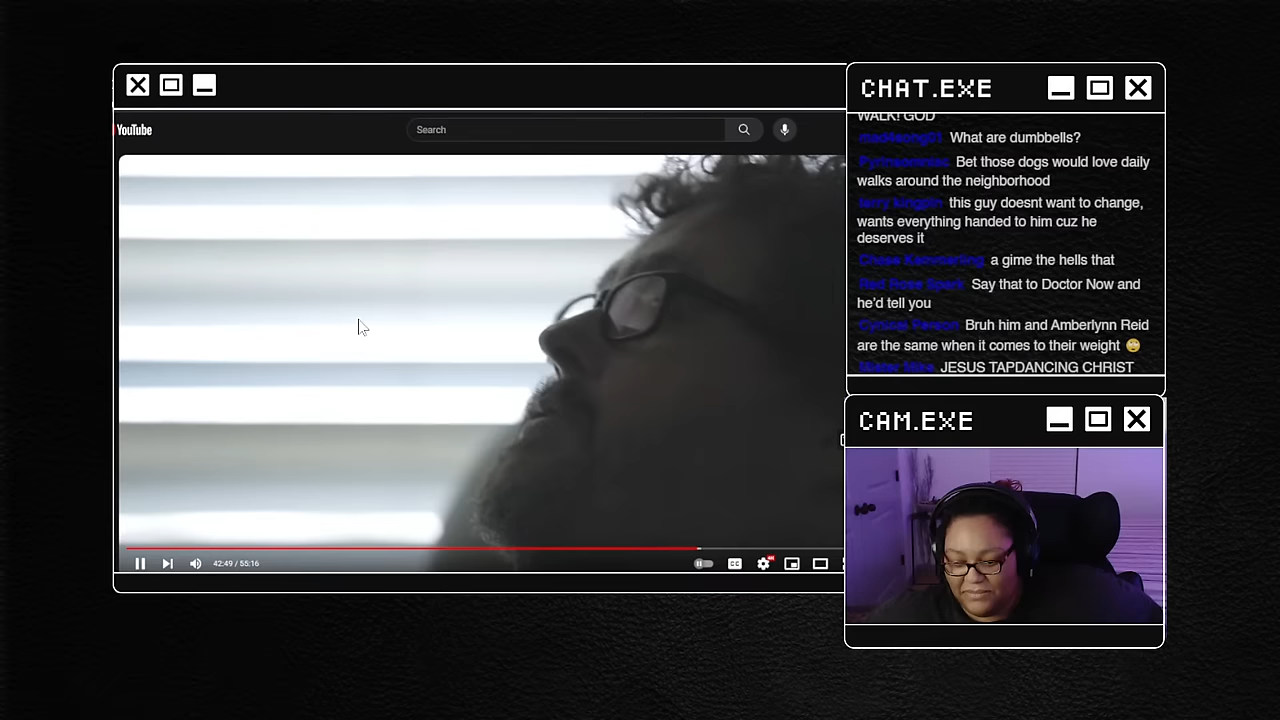 YouTube
Search
42:49 / 55:16
CC
CHAT.EXE
WALK! GOD
What are dumbbells?
Bet those dogs would love daily
walks around the neighborhood
this guy doesnt want to change,
wants everything handed to him cuz he
deserves it
a gime the hells that
Say that to Doctor Now and
he'd tell you
Bruh him and Amberlynn Reid
are the same when it comes to their weight 🙄
JESUS TAPDANCING CHRIST
CAM.EXE